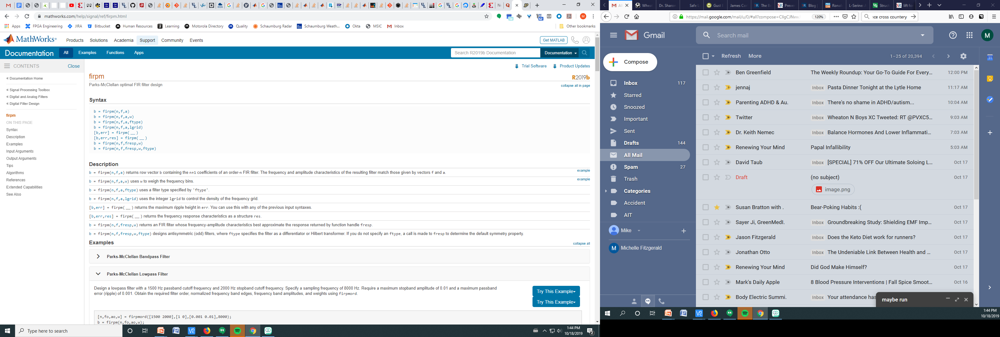 mathworks.com/help/signal/ref/firpm.html
Apps FPGA Engineering JIRA Bitbucket Human Resources Learning Motorola Directory Quality Schaumburg Radar Schaumburg Weath... Okta MSIC Inbox Other bookmarks
MathWorks® Products Solutions Academia Support Community Events Get MATLAB
Documentation All Examples Functions Apps Search R2019b Documentation Documentation
CONTENTS Close
« Documentation Home
« Signal Processing Toolbox
« Digital and Analog Filters
« Digital Filter Design
firpm
ON THIS PAGE
Syntax
Description
Examples
Input Arguments
Output Arguments
Tips
Algorithms
References
Extended Capabilities
See Also
Trial Software Product Updates
firpm R2019b
Parks-McClellan optimal FIR filter design collapse all in page
Syntax
b = firpm(n,f,a)
b = firpm(n,f,a,w)
b = firpm(n,f,a,ftype)
b = firpm(n,f,a,lgrid)
[b,err] = firpm( __ )
[b,err,res] = firpm( __ )
b = firpm(n,f,fresp,w)
b = firpm(n,f,fresp,w,ftype)
Description
b = firpm(n,f,a) returns row vector b containing the n+1 coefficients of an order-n FIR filter. The frequency and amplitude characteristics of the resulting filter match those given by vectors f and a. example
b = firpm(n,f,a,w) uses w to weigh the frequency bins. example
b = firpm(n,f,a,ftype) uses a filter type specified by 'ftype'.
b = firpm(n,f,a,lgrid) uses the integer lgrid to control the density of the frequency grid.
[b,err] = firpm( __ ) returns the maximum ripple height in err. You can use this with any of the previous input syntaxes.
[b,err,res] = firpm( __ ) returns the frequency response characteristics as a structure res.
b = firpm(n,f,fresp,w) returns an FIR filter whose frequency-amplitude characteristics best approximate the response returned by function handle fresp.
b = firpm(n,f,fresp,w,ftype) designs antisymmetric (odd) filters, where ftype specifies the filter as a differentiator or Hilbert transformer. If you do not specify an ftype, a call is made to fresp to determine the default symmetry property.
Examples collapse all
Parks-McClellan Bandpass Filter
Parks-McClellan Lowpass Filter
Design a lowpass filter with a 1500 Hz passband cutoff frequency and 2000 Hz stopband cutoff frequency. Specify a sampling frequency of 8000 Hz. Require a maximum stopband amplitude of 0.01 and a maximum passband
error (ripple) of 0.001. Obtain the required filter order, normalized frequency band edges, frequency band amplitudes, and weights using firpmord.
Try This Example
Try This Example
[n,fo,ao,w] = firpmord([1500 2000],[1 0],[0.001 0.01],8000);
b = firpm(n,fo,ao,w);
Type here to search
1:44 PM
10/18/2019
2
All Wheat Dr. Sharon Safe L Gust James Co The B Preve Blog Ronal L-Serine: Struct lift for
https://mail.google.com/mail/u/0/#all?compose=CllgCJNvw 120% nce cross countery
Gmail Search mail M
Compose
Inbox 117
Starred
Snoozed
Important
Sent
Drafts 144
All Mail
Spam 27
Trash
Categories
Accident
AIT
Mike
M Michelle Fitzgerald
Refresh More 1–25 of 20,394
Ben Greenfield The Weekly Roundup: Your Go-To Guide For Every... 12:00 PM
jennaj Inbox Pasta Dinner Tonight at the Lytle Home 11:17 AM
Parenting ADHD & Au. Inbox There's no shame in ADHD/autism... 10:04 AM
Twitter Inbox Wheaton N Boys XC Tweeted: RT @PVXC5... 9:03 AM
Dr. Keith Nemec Inbox Balance Hormones And Lower Inflammati... 7:03 AM
Renewing Your Mind Papal Infallibility 5:03 AM
David Taub Inbox [SPECIAL] 71% OFF Our Ultimate Soloing L... Oct 17
Draft (no subject) Oct 17
image.png
Susan Bratton with . Bear-Poking Habits :( Oct 17
Sayer Ji, GreenMedI. Inbox Groundbreaking Study: Shielding EMF Imp... Oct 17
Jason Fitzgerald Inbox Does the Keto Diet work for runners? Oct 17
Jonathan Otto Inbox The Undeniable Link Between Health and ... Oct 17
Renewing Your Mind Did God Make Himself? Oct 17
Mark's Daily Apple 8 Blood Pressure Interventions | Fall Spice Smoot... Oct 16
Body Electric Summi. Inbox Your attendance has
maybe run
1:44 PM
10/18/2019